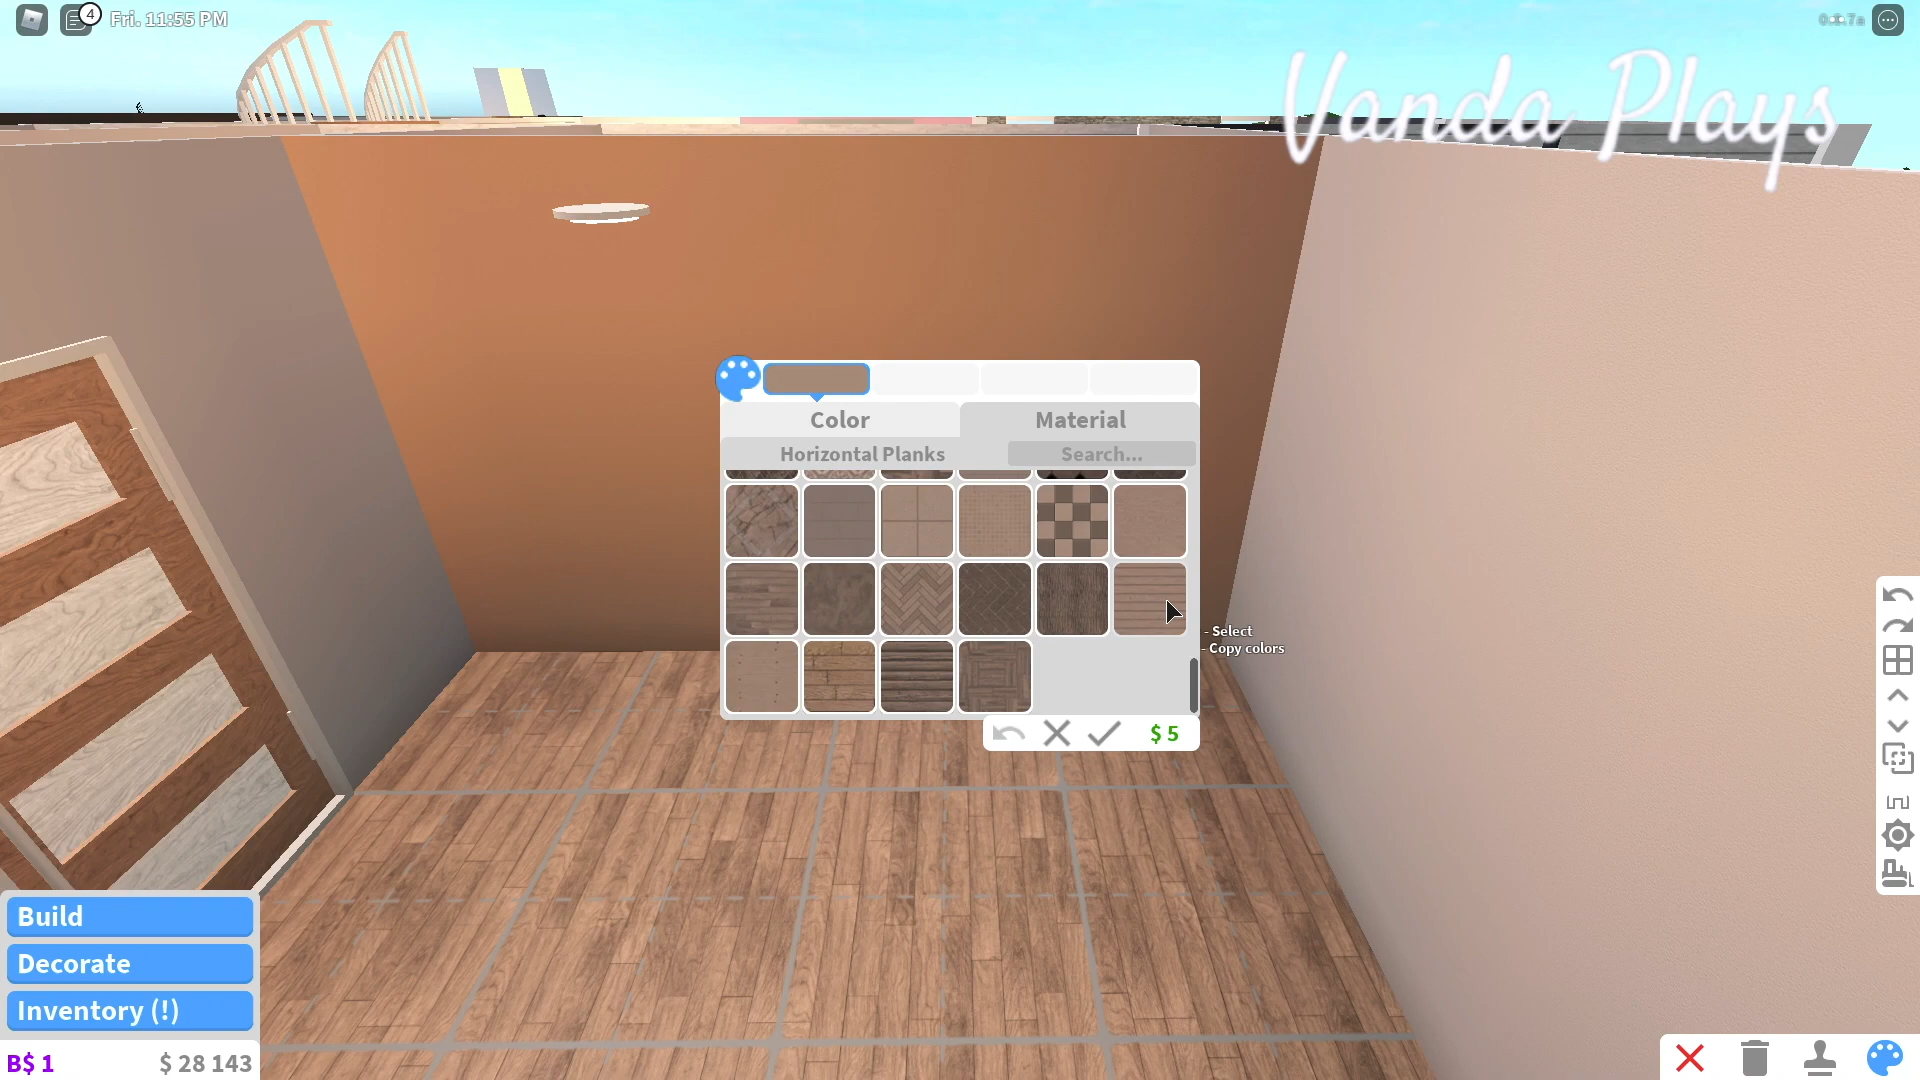 4
Fri. 11:55 PM
Vanda Plays
Color
Material
Horizontal Planks
Search...
- Select
- Copy colors
$ 5
Build
Decorate
Inventory (!)
B$ 1
$ 28 143